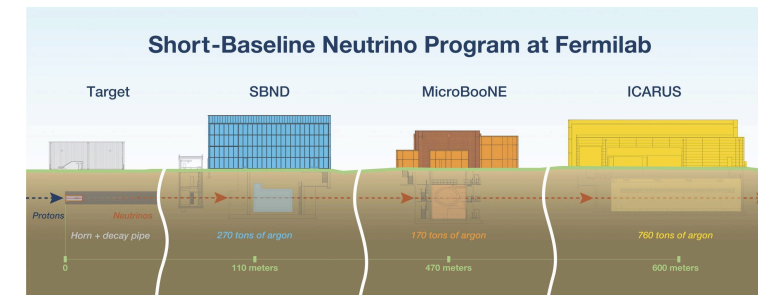 Short-Baseline Neutrino Program at Fermilab
Target SBND MicroBooNE ICARUS
Protons Neutrinos
Horn + decay pipe 270 tons of argon 170 tons of argon 760 tons of argon
0 110 meters 470 meters 600 meters